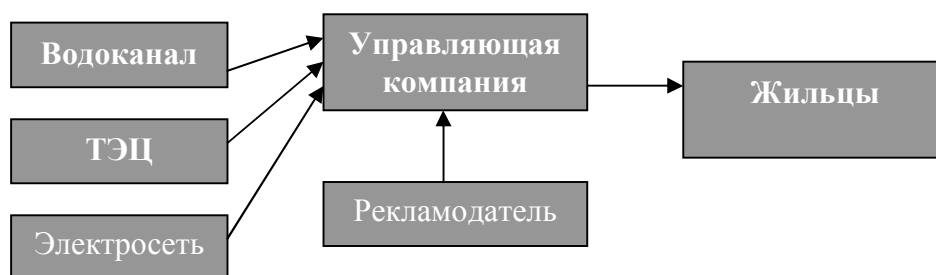 Водоканал
ТЭЦ
Электросеть
Управляющая
компания
Рекламодатель
Жильцы